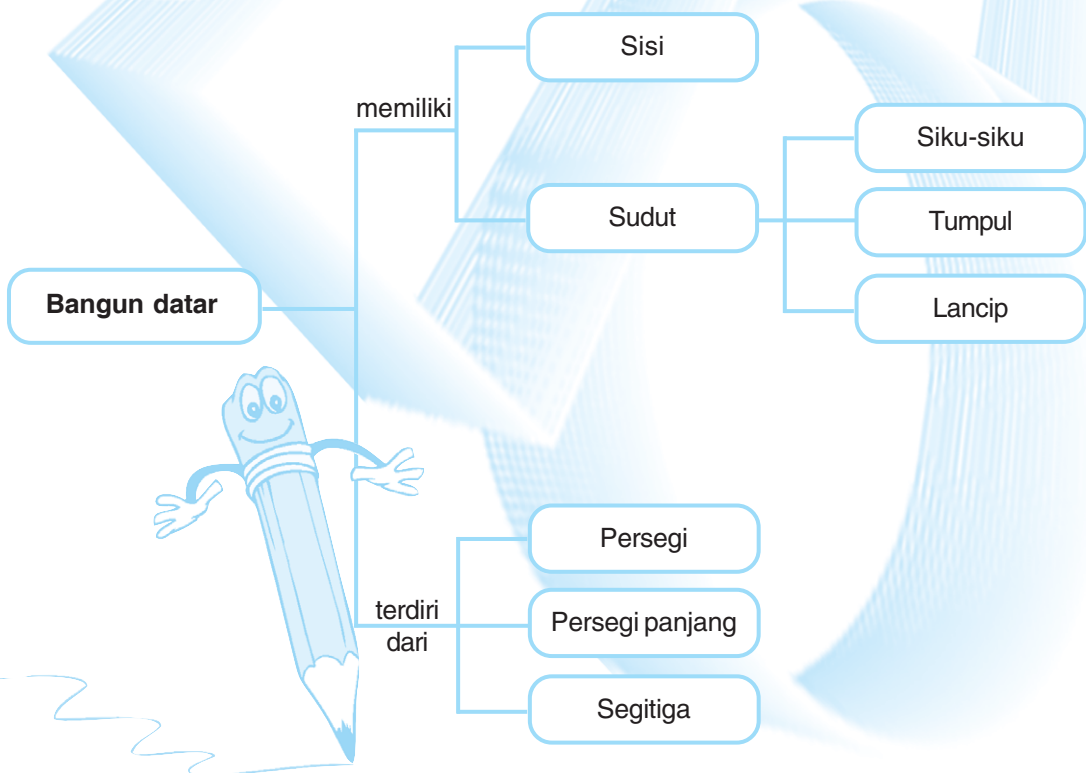 Sisi
memiliki
Siku-siku
Sudut
Tumpul
Bangun datar
Lancip
Persegi
terdiri
dari
Persegi panjang
Segitiga